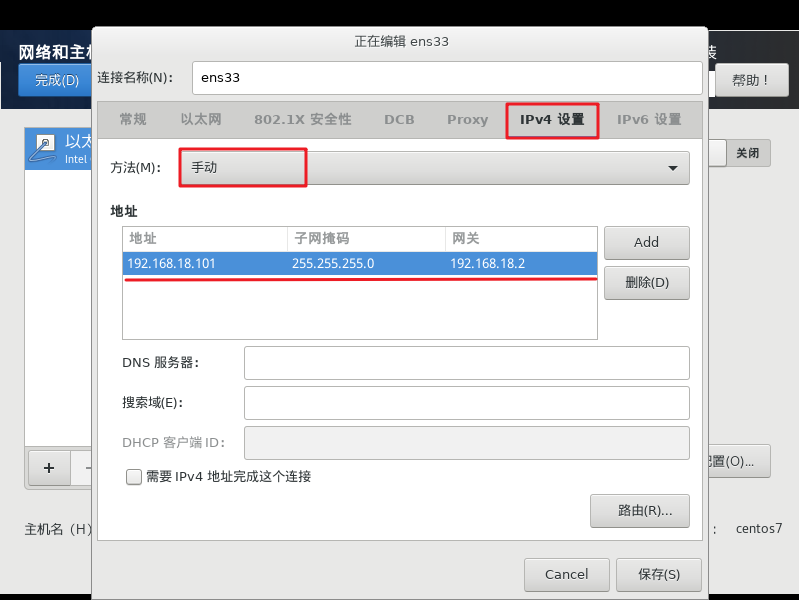 正在编辑 ens33
网络和主机
装
完成(D)
帮助！
连接名称(N)：
ens33
常规
以太网
802.1X 安全性
DCB
Proxy
IPv4 设置
IPv6 设置
以太
Intel
关闭
方法(M)：
手动
地址
地址
子网掩码
网关
192.168.18.101
255.255.255.0
192.168.18.2
Add
删除(D)
DNS 服务器：
搜索域(E)：
DHCP 客户端 ID：
需要 IPv4 地址完成这个连接
+
−
配置(O)...
路由(R)...
主机名（H）
：
centos7
Cancel
保存(S)